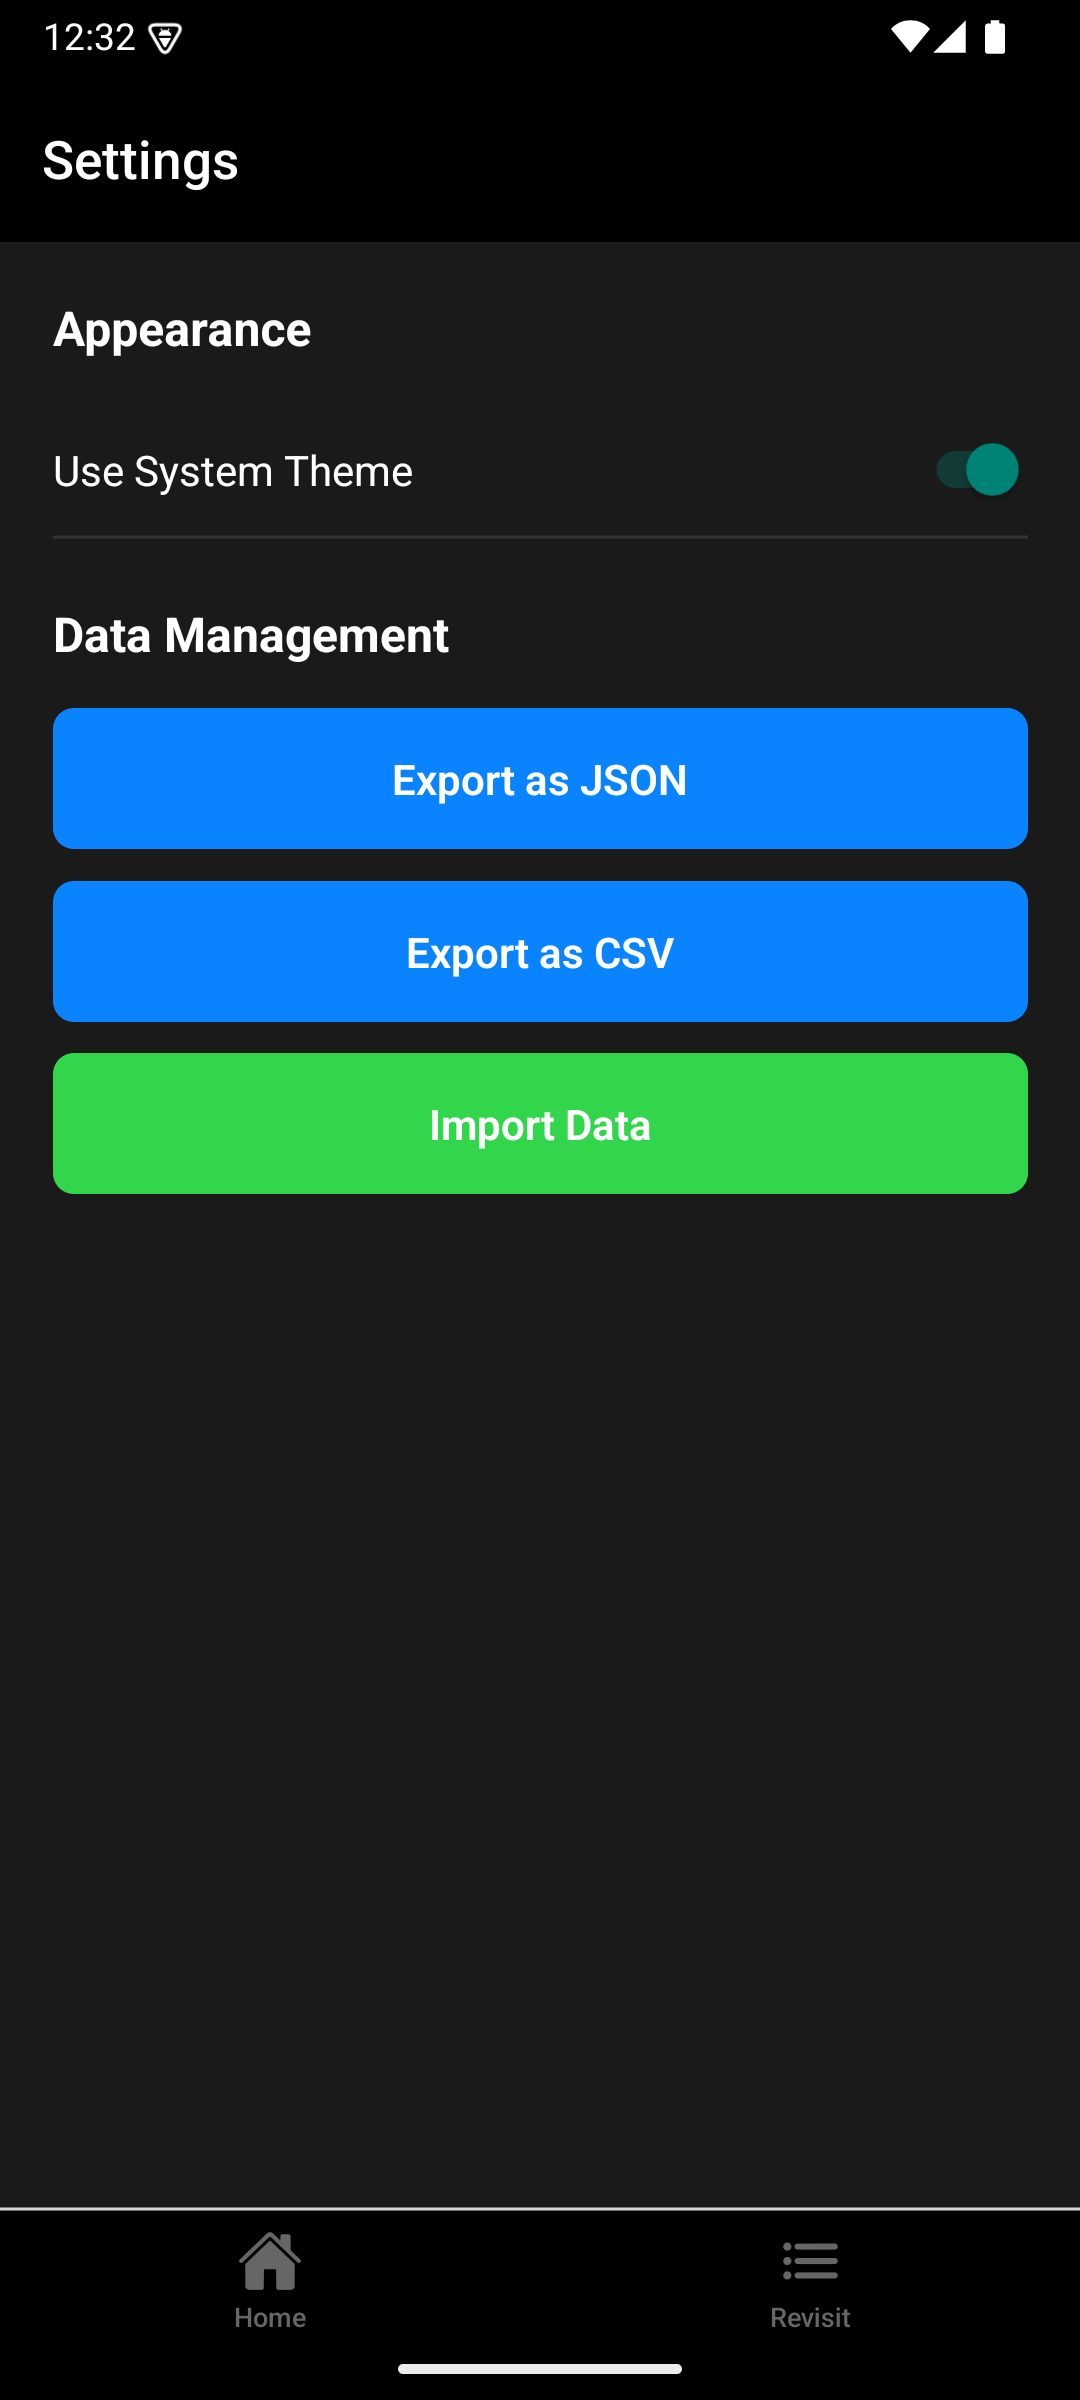 12:32
Settings
Appearance
Use System Theme
Data Management
Export as JSON
Export as CSV
Import Data
Home
Revisit